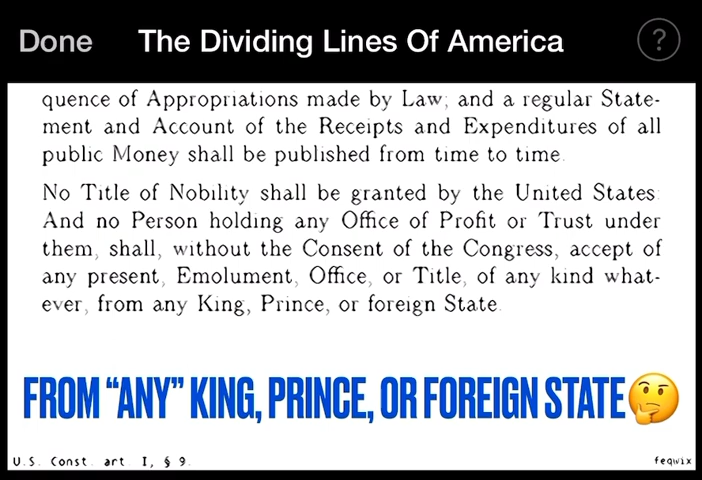 Done The Dividing Lines Of America ?
quence of Appropriations made by Law; and a regular State-
ment and Account of the Receipts and Expenditures of all
public Money shall be published from time to time.
No Title of Nobility shall be granted by the United States:
And no Person holding any Office of Profit or Trust under
them, shall, without the Consent of the Congress, accept of
any present, Emolument, Office, or Title, of any kind what-
ever, from any King, Prince, or foreign State.
FROM “ANY” KING, PRINCE, OR FOREIGN STATE🤔
U.S. Const. art. I, § 9. feqwix